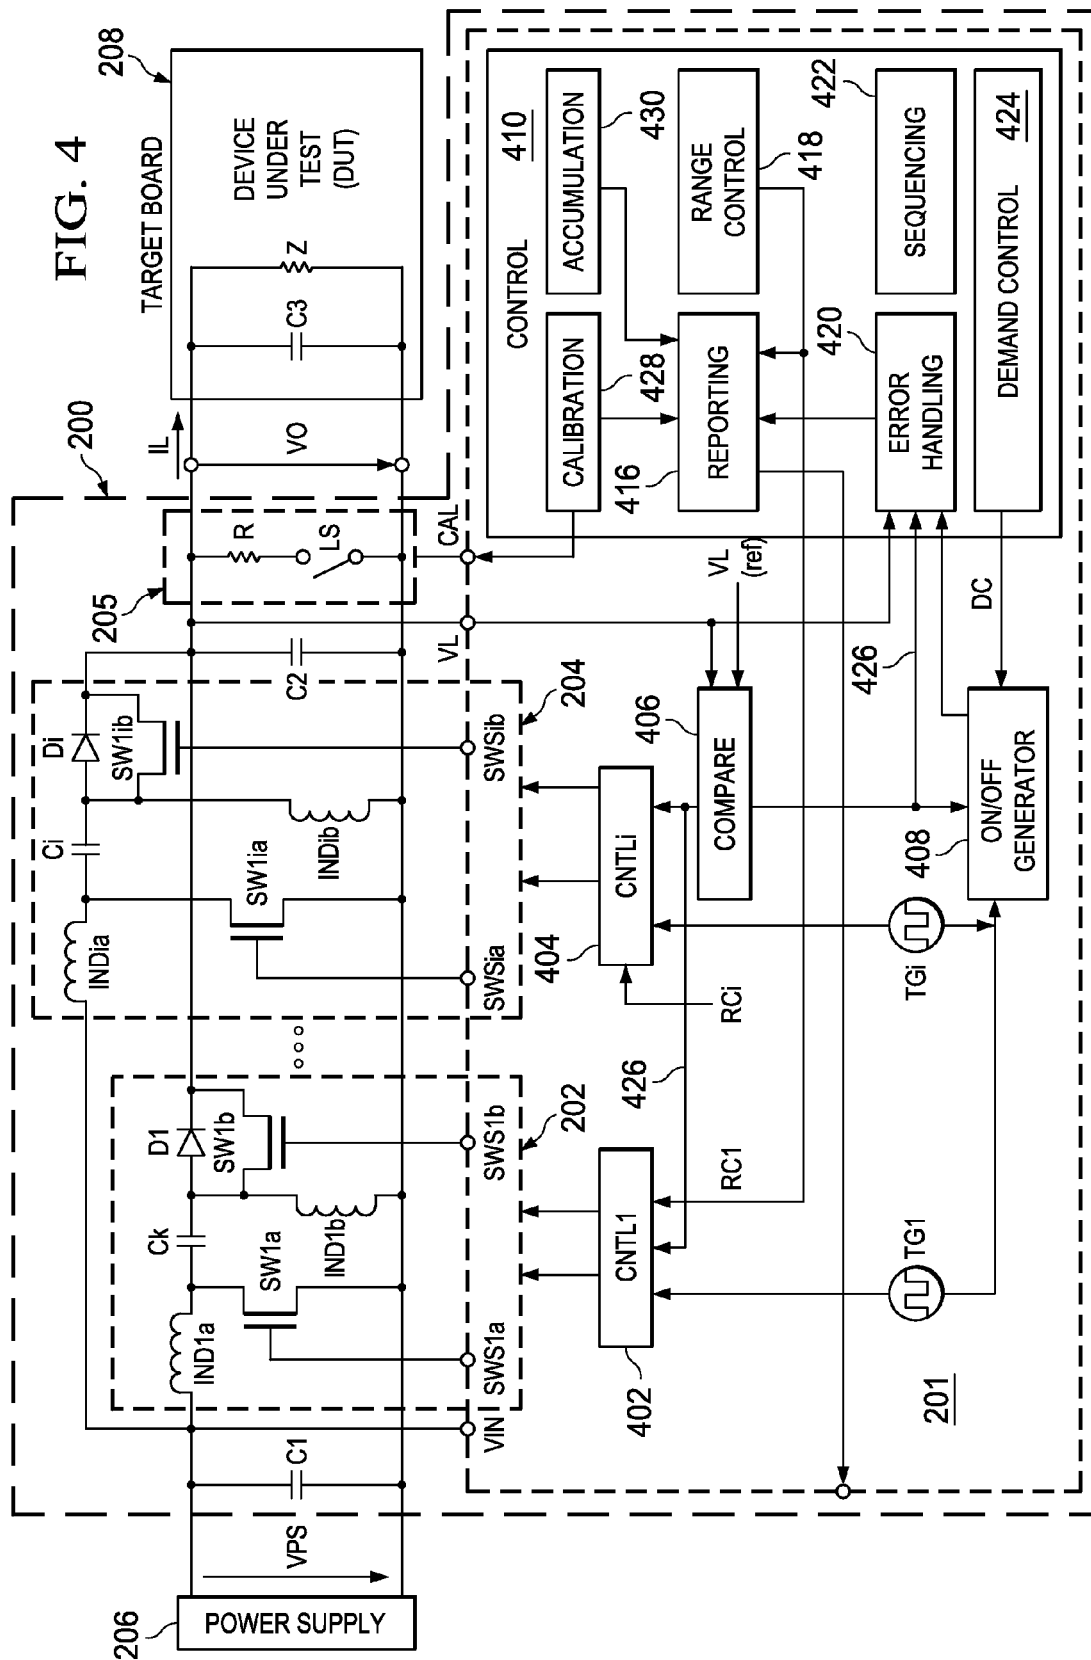 FIG. 4
200
206
POWER SUPPLY
VPS
C1
VIN
IND1a
Ck
SW1a
IND1b
D1
SW1b
SWS1a
SWS1b
202
INDia
Ci
SW1ia
INDib
Di
SW1ib
SWSia
SWSib
204
C2
VL
205
R
LS
CAL
IL
VO
TARGET BOARD
208
C3
Z
DEVICE
UNDER
TEST
(DUT)
402
CNTL1
RC1
TG1
201
426
404
CNTLi
RCi
TGi
406
COMPARE
VL
(ref)
408
ON/OFF
GENERATOR
426
DC
CONTROL
410
CALIBRATION
428
ACCUMULATION
430
416
REPORTING
RANGE
CONTROL
418
ERROR
HANDLING
420
SEQUENCING
422
DEMAND CONTROL
424